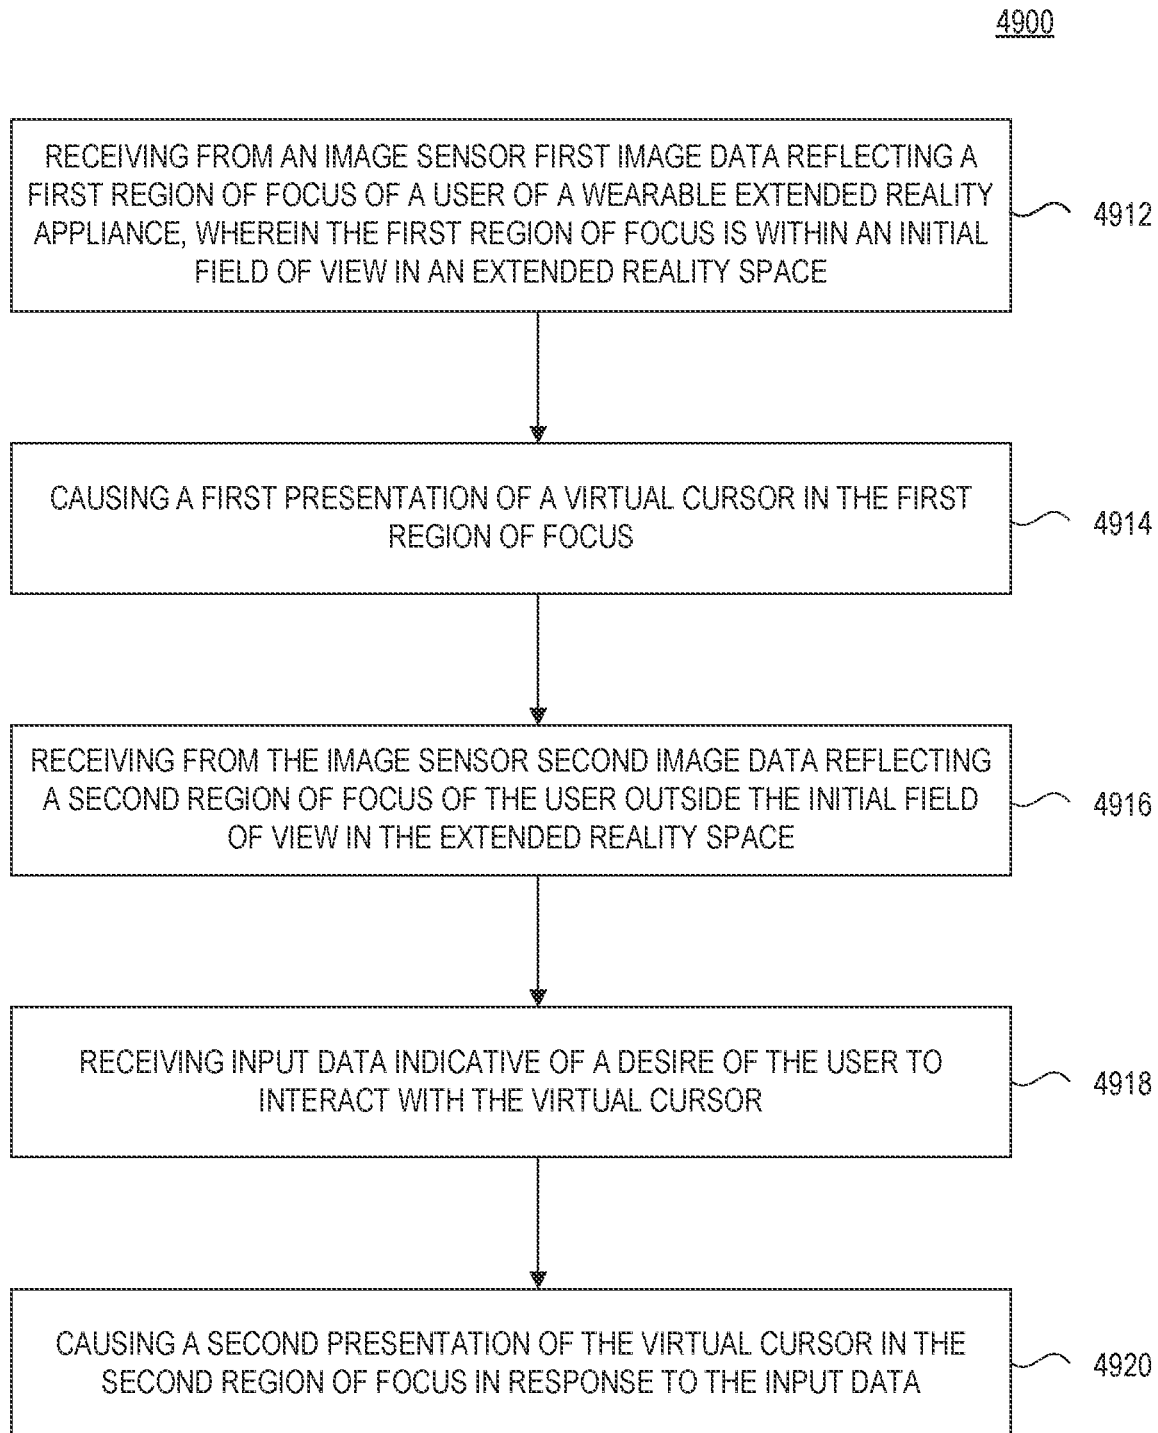 4900
RECEIVING FROM AN IMAGE SENSOR FIRST IMAGE DATA REFLECTING A
FIRST REGION OF FOCUS OF A USER OF A WEARABLE EXTENDED REALITY
APPLIANCE, WHEREIN THE FIRST REGION OF FOCUS IS WITHIN AN INITIAL
FIELD OF VIEW IN AN EXTENDED REALITY SPACE
4912
CAUSING A FIRST PRESENTATION OF A VIRTUAL CURSOR IN THE FIRST
REGION OF FOCUS
4914
RECEIVING FROM THE IMAGE SENSOR SECOND IMAGE DATA REFLECTING
A SECOND REGION OF FOCUS OF THE USER OUTSIDE THE INITIAL FIELD
OF VIEW IN THE EXTENDED REALITY SPACE
4916
RECEIVING INPUT DATA INDICATIVE OF A DESIRE OF THE USER TO
INTERACT WITH THE VIRTUAL CURSOR
4918
CAUSING A SECOND PRESENTATION OF THE VIRTUAL CURSOR IN THE
SECOND REGION OF FOCUS IN RESPONSE TO THE INPUT DATA
4920